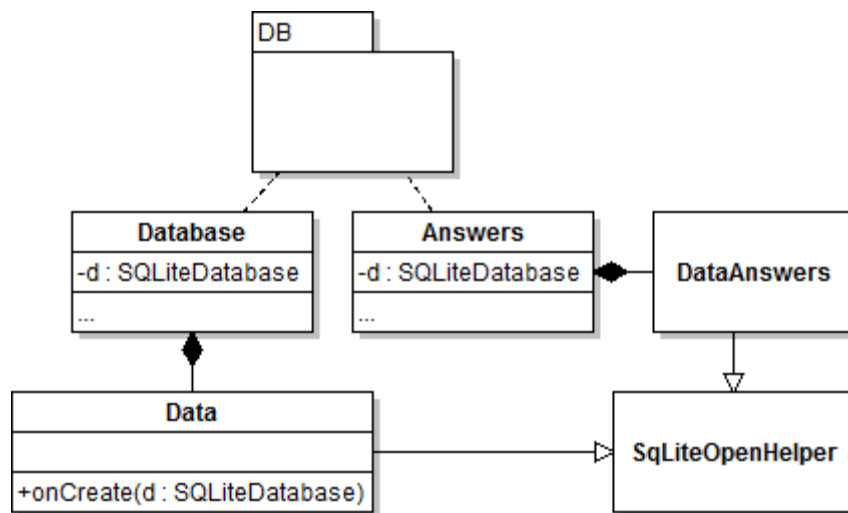 DB
Database
-d : SQLiteDatabase
...
Answers
-d : SQLiteDatabase
...
DataAnswers
Data
+onCreate(d : SQLiteDatabase)
SqLiteOpenHelper